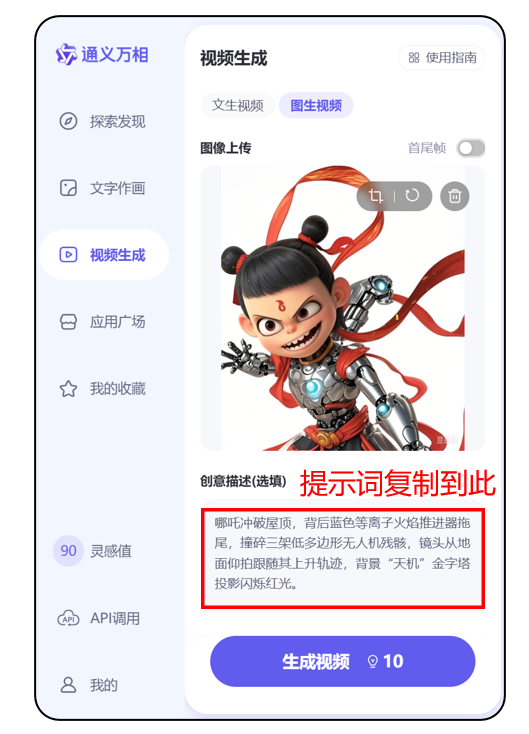 通义万相
探索发现
文字作画
视频生成
应用广场
我的收藏
90 灵感值
API API调用
我的
视频生成
使用指南
文生视频 图生视频
图像上传
首尾帧
创意描述(选填)
提示词复制到此
哪吒冲破屋顶，背后蓝色等离子火焰推进器拖
尾，撞碎三架低多边形无人机残骸，镜头从地
面仰拍跟随其上升轨迹，背景“天机”金字塔
投影闪烁红光。
生成视频 10